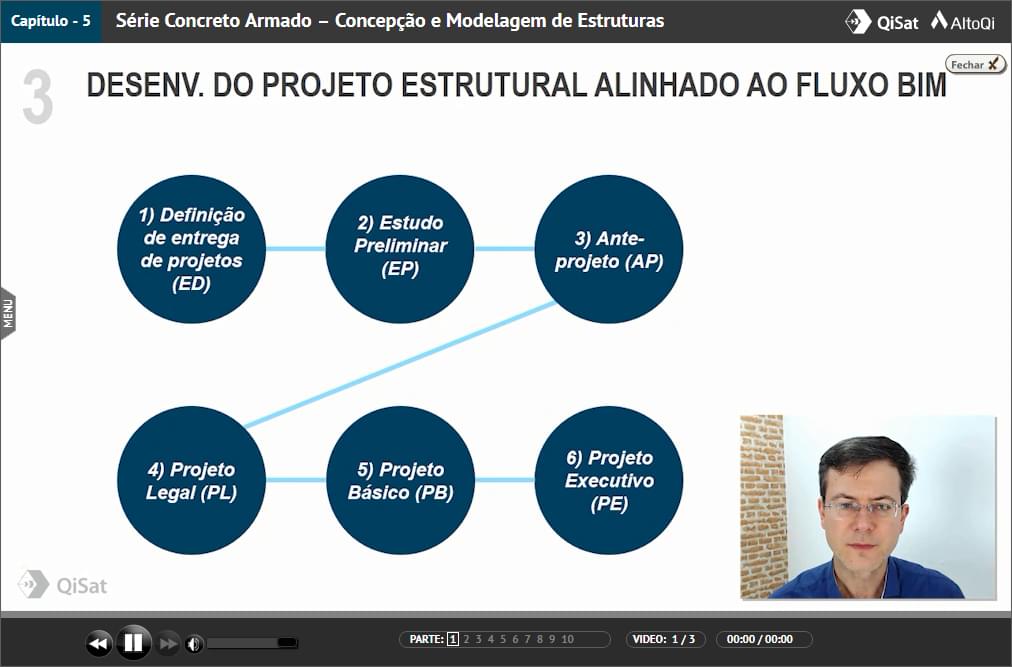 Capítulo - 5
Série Concreto Armado – Concepção e Modelagem de Estruturas
QiSat
AltoQi
Fechar
3
DESENV. DO PROJETO ESTRUTURAL ALINHADO AO FLUXO BIM
1) Definição
de entrega
de projetos
(ED)
2) Estudo
Preliminar
(EP)
3) Ante-
projeto (AP)
MENU
4) Projeto
Legal (PL)
5) Projeto
Básico (PB)
6) Projeto
Executivo
(PE)
QiSat
PARTE: 1 2 3 4 5 6 7 8 9 10
VIDEO: 1 / 3
00:00 / 00:00